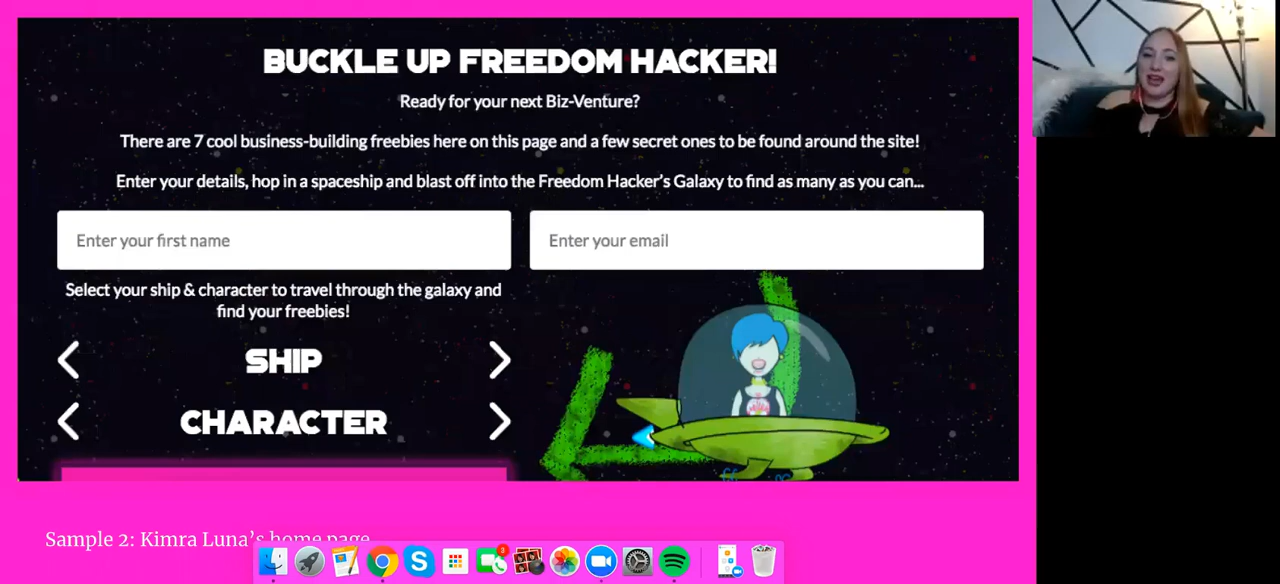 BUCKLE UP FREEDOM HACKER!
Ready for your next Biz-Venture?
There are 7 cool business-building freebies here on this page and a few secret ones to be found around the site!
Enter your details, hop in a spaceship and blast off into the Freedom Hacker's Galaxy to find as many as you can...
Enter your first name
Enter your email
Select your ship & character to travel through the galaxy and
find your freebies!
SHIP
CHARACTER
Sample 2: Kimra Luna's home page
3